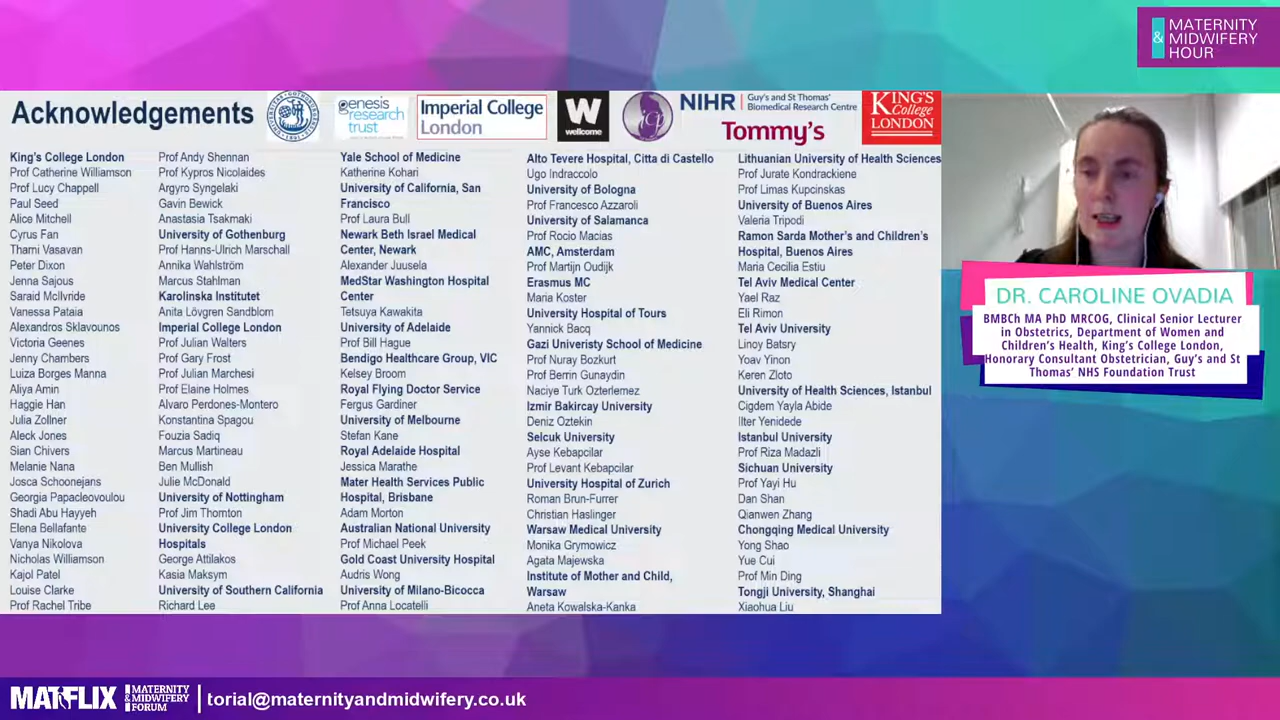 MATERNITY
& MIDWIFERY
HOUR
Acknowledgements
genesis
research
trust
Imperial College
London
W
wellcome
icp
NIHR | Guy's and St Thomas'
Biomedical Research Centre
Tommy's
KING'S
College
LONDON
King's College London
Prof Catherine Williamson
Prof Lucy Chappell
Paul Seed
Alice Mitchell
Cyrus Fan
Tharni Vasavan
Peter Dixon
Jenna Sajous
Saraid McIlvride
Vanessa Pataia
Alexandros Sklavounos
Victoria Geenes
Jenny Chambers
Luiza Borges Manna
Aliya Amin
Haggie Han
Julia Zollner
Aleck Jones
Sian Chivers
Melanie Nana
Josca Schoonejans
Georgia Papacleovoulou
Shadi Abu Hayyeh
Elena Bellafante
Vanya Nikolova
Nicholas Williamson
Kajol Patel
Louise Clarke
Prof Rachel Tribe
Prof Andy Shennan
Prof Kypros Nicolaides
Argyro Syngelaki
Gavin Bewick
Anastasia Tsakmaki
University of Gothenburg
Prof Hanns-Ulrich Marschall
Annika Wahlström
Marcus Stahlman
Karolinska Institutet
Anita Lövgren Sandblom
Imperial College London
Prof Julian Walters
Prof Gary Frost
Prof Julian Marchesi
Prof Elaine Holmes
Alvaro Perdones-Montero
Konstantina Spagou
Fouzia Sadiq
Marcus Martineau
Ben Mullish
Julie McDonald
University of Nottingham
Prof Jim Thornton
University College London
Hospitals
George Attilakos
Kasia Maksym
University of Southern California
Richard Lee
Yale School of Medicine
Katherine Kohari
University of California, San
Francisco
Prof Laura Bull
Newark Beth Israel Medical
Center, Newark
Alexander Juusela
MedStar Washington Hospital
Center
Tetsuya Kawakita
University of Adelaide
Prof Bill Hague
Bendigo Healthcare Group, VIC
Kelsey Broom
Royal Flying Doctor Service
Fergus Gardiner
University of Melbourne
Stefan Kane
Royal Adelaide Hospital
Jessica Marathe
Mater Health Services Public
Hospital, Brisbane
Adam Morton
Australian National University
Prof Michael Peek
Gold Coast University Hospital
Audris Wong
University of Milano-Bicocca
Prof Anna Locatelli
Alto Tevere Hospital, Citta di Castello
Ugo Indraccolo
University of Bologna
Prof Francesco Azzaroli
University of Salamanca
Prof Rocio Macias
AMC, Amsterdam
Prof Martijn Oudijk
Erasmus MC
Maria Koster
University Hospital of Tours
Yannick Bacq
Gazi Univeristy School of Medicine
Prof Nuray Bozkurt
Prof Berrin Gunaydin
Naciye Turk Ozterlemez
Izmir Bakircay University
Deniz Oztekin
Selcuk University
Ayse Kebapcilar
Prof Levant Kebapcilar
University Hospital of Zurich
Roman Brun-Furrer
Christian Haslinger
Warsaw Medical University
Monika Grymowicz
Agata Majewska
Institute of Mother and Child,
Warsaw
Aneta Kowalska-Kanka
Lithuanian University of Health Sciences
Prof Jurate Kondrackiene
Prof Limas Kupcinskas
University of Buenos Aires
Valeria Tripodi
Ramon Sarda Mother's and Children's
Hospital, Buenos Aires
Maria Cecilia Estiu
Tel Aviv Medical Center
Yael Raz
Eli Rimon
Tel Aviv University
Linoy Batsry
Yoav Yinon
Keren Zloto
University of Health Sciences, Istanbul
Cigdem Yayla Abide
Ilter Yenidede
Istanbul University
Prof Riza Madazli
Sichuan University
Prof Yayi Hu
Dan Shan
Qianwen Zhang
Chongqing Medical University
Yong Shao
Yue Cui
Prof Min Ding
Tongji University, Shanghai
Xiaohua Liu
DR. CAROLINE OVADIA
MBBCh MA PhD MRCOG, Clinical Senior Lecturer
in Obstetrics, Department of Women and
Children's Health, King's College London,
Honorary Consultant Obstetrician, Guy's and St
Thomas' NHS Foundation Trust
MATFLIX
MATERNITY
& MIDWIFERY
FORUM
torial@maternityandmidwifery.co.uk